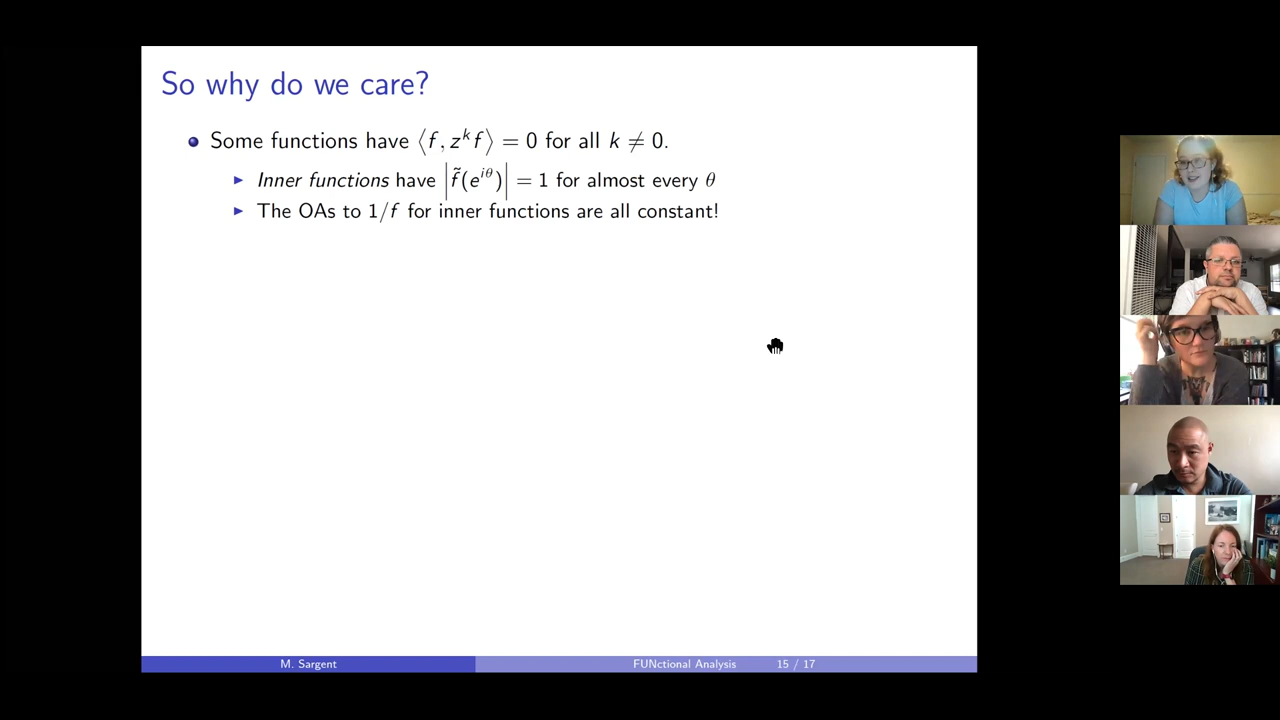 So why do we care?
Some functions have ⟨f, zᵏf⟩ = 0 for all k ≠ 0.
Inner functions have |f̃(e^{iθ})| = 1 for almost every θ
The OAs to 1/f for inner functions are all constant!
M. Sargent FUNctional Analysis 15 / 17